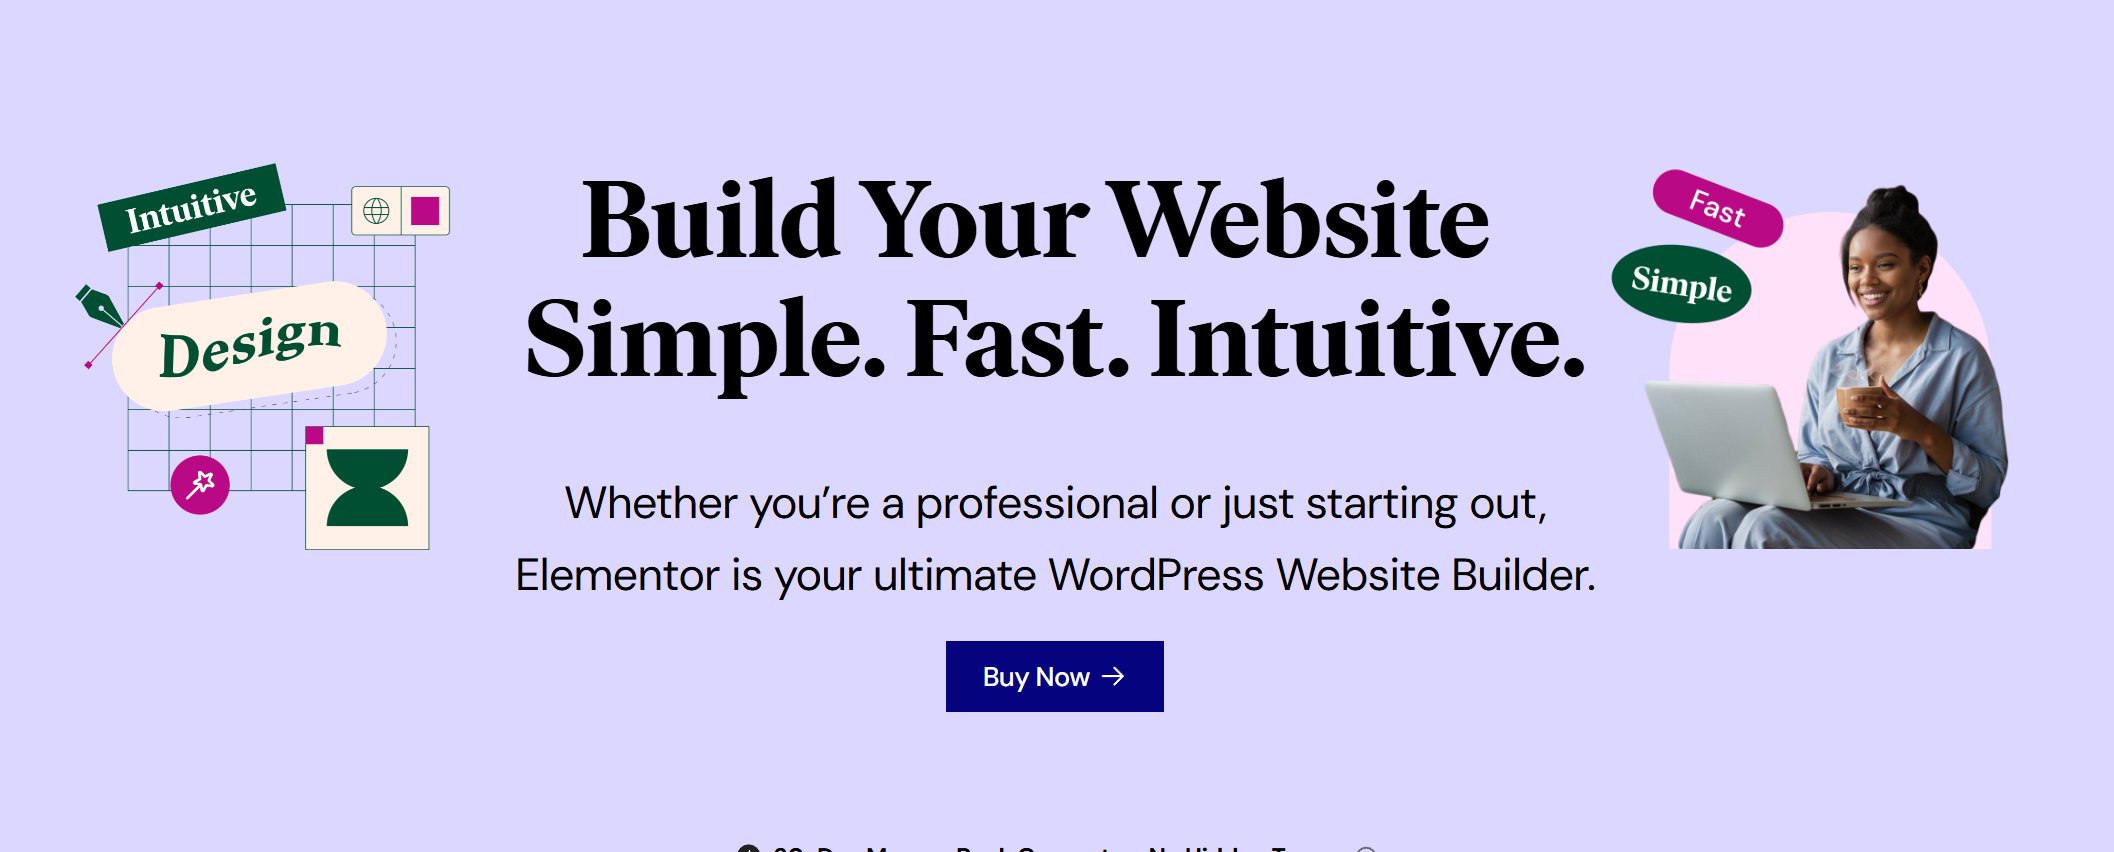 Intuitive
Design
Build Your Website
Simple. Fast. Intuitive.
Whether you’re a professional or just starting out,
Elementor is your ultimate WordPress Website Builder.
Buy Now →
Fast
Simple